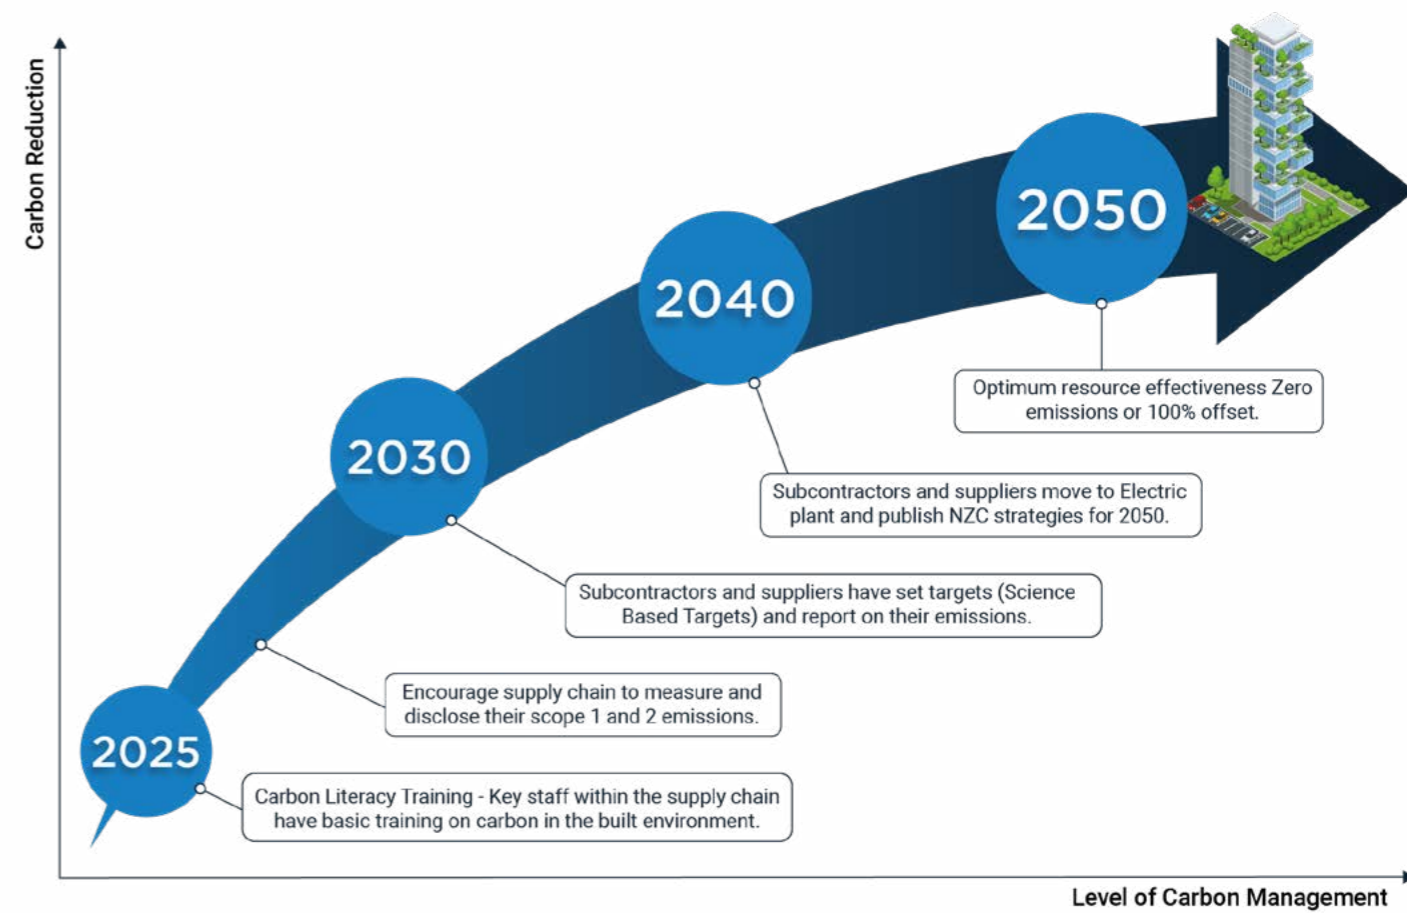 Carbon Reduction
2050
2040
Optimum resource effectiveness Zero
emissions or 100% offset.
2030
Subcontractors and suppliers move to Electric
plant and publish NZC strategies for 2050.
Subcontractors and suppliers have set targets (Science
Based Targets) and report on their emissions.
Encourage supply chain to measure and
disclose their scope 1 and 2 emissions.
2025
Carbon Literacy Training - Key staff within the supply chain
have basic training on carbon in the built environment.
Level of Carbon Management